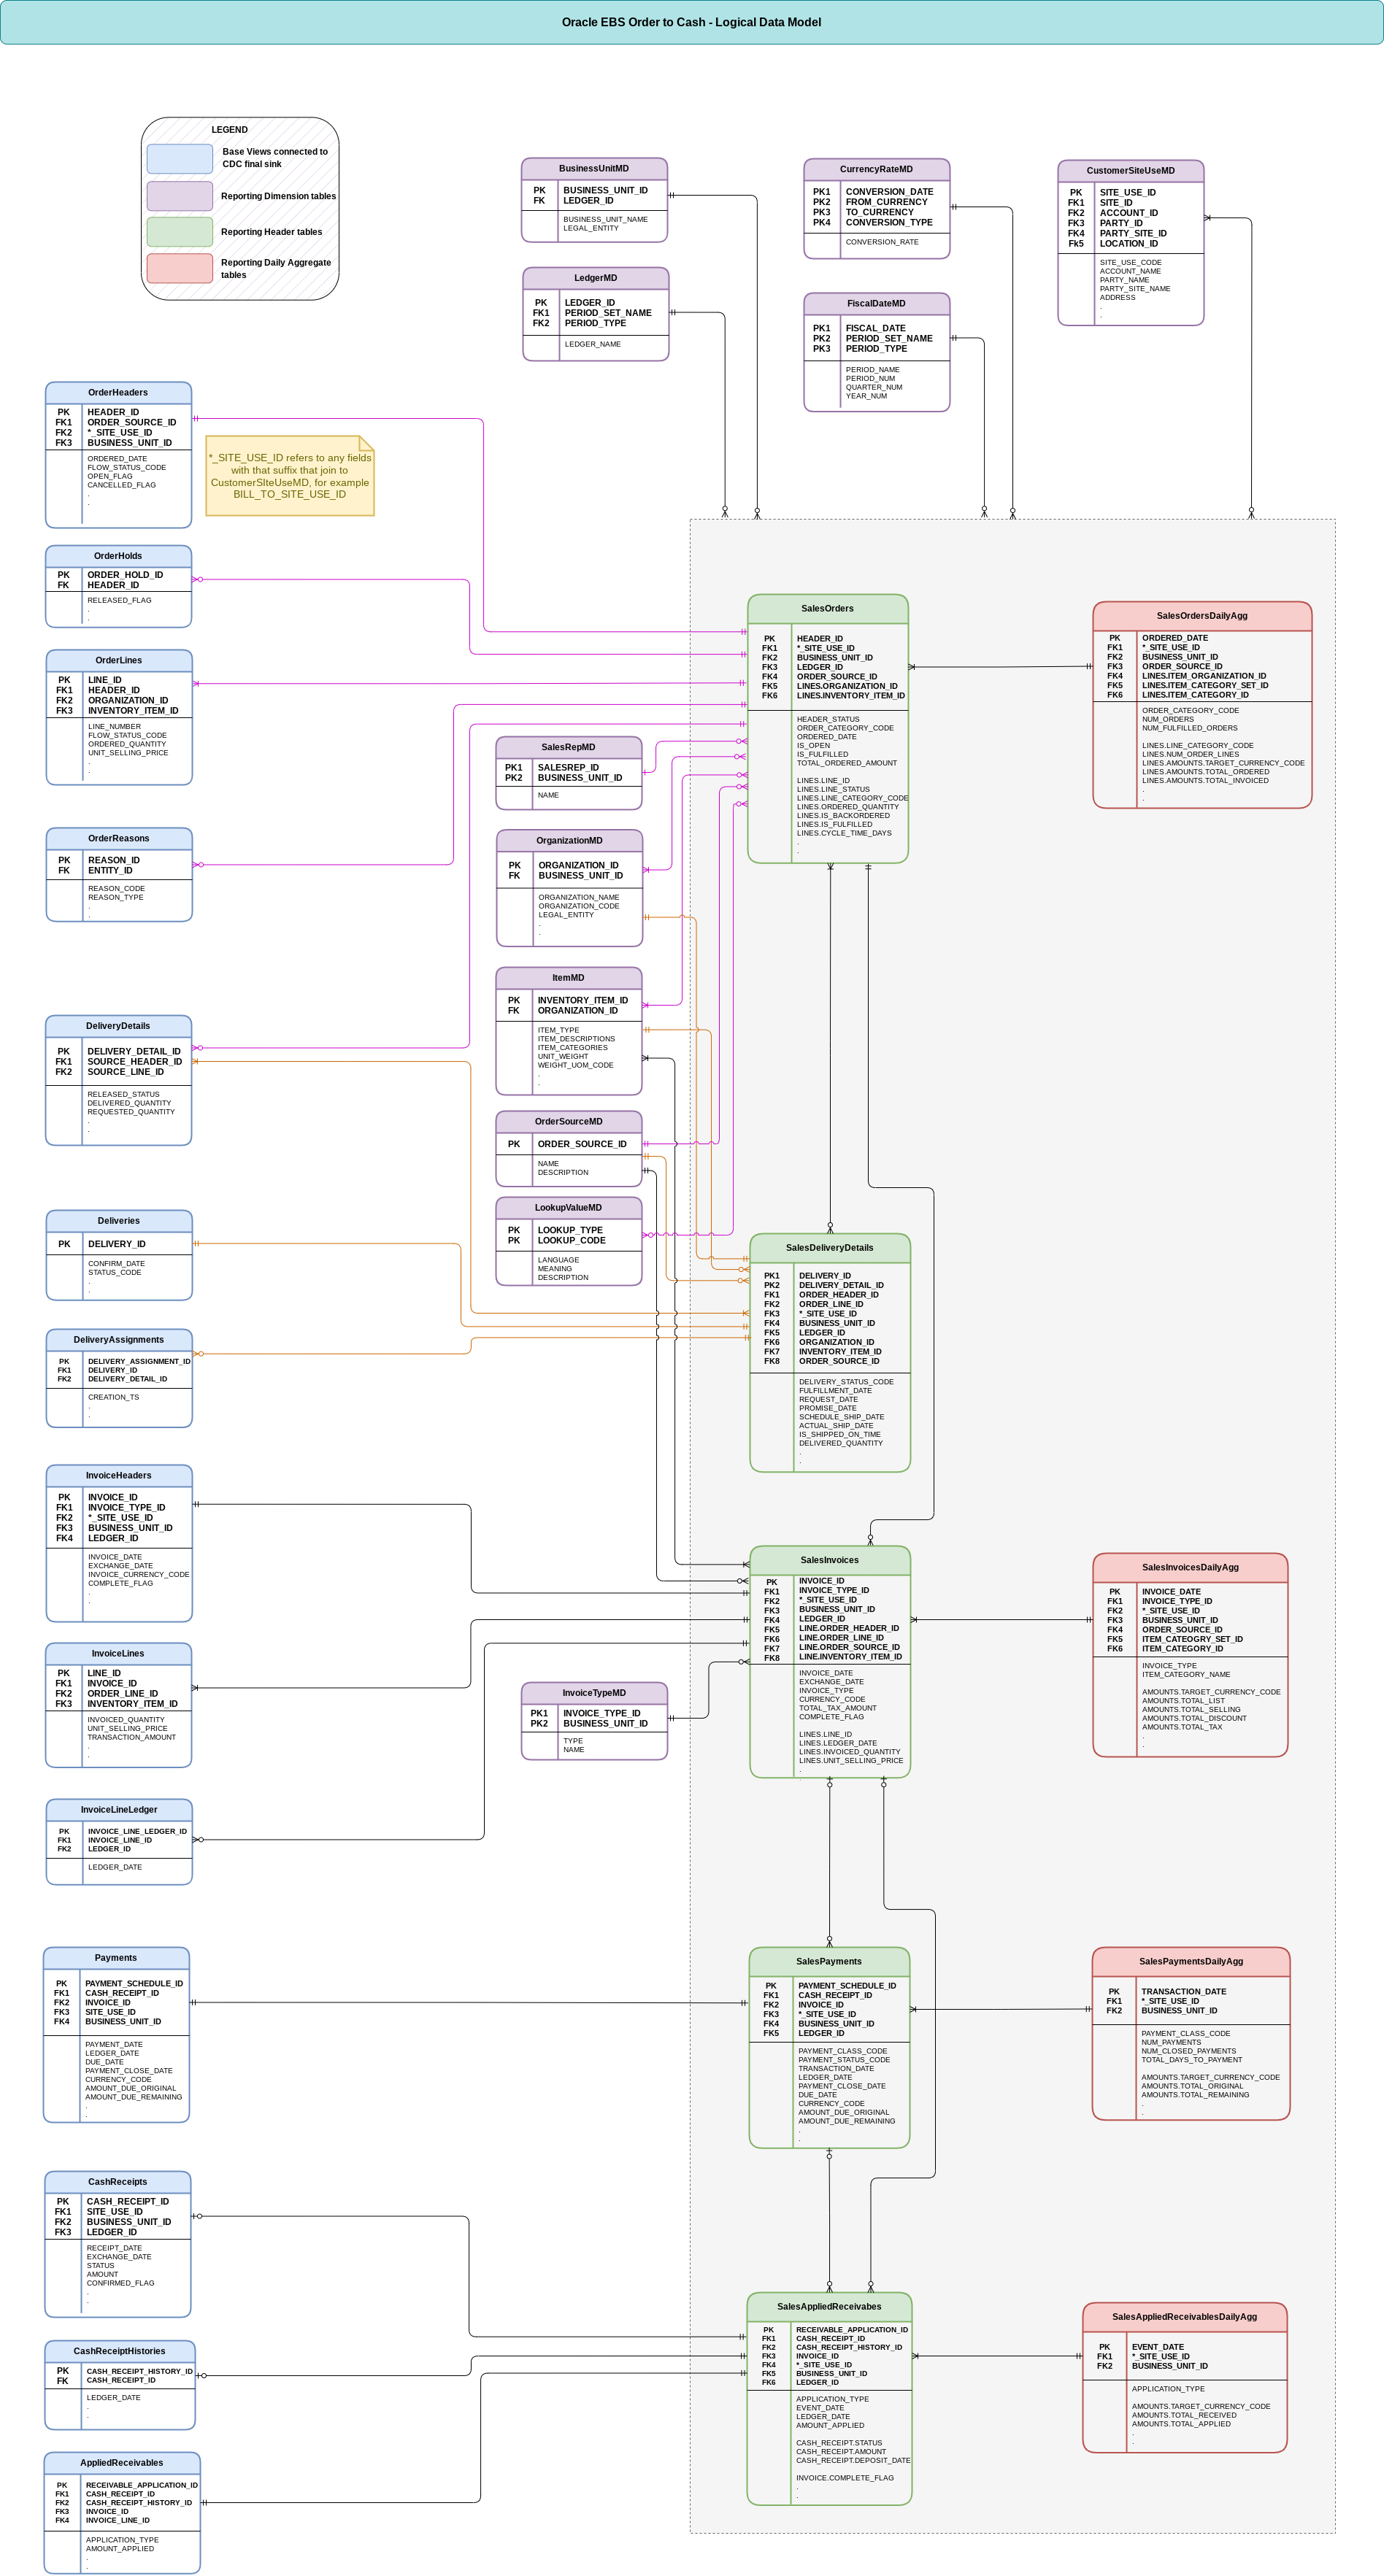 Oracle EBS Order to Cash - Logical Data Model
LEGEND
Base Views connected to
CDC final sink
Reporting Dimension tables
Reporting Header tables
Reporting Daily Aggregate
tables
BusinessUnitMD
PK BUSINESS_UNIT_ID
FK LEDGER_ID
BUSINESS_UNIT_NAME
LEGAL_ENTITY
CurrencyRateMD
PK1 CONVERSION_DATE
PK2 FROM_CURRENCY
PK3 TO_CURRENCY
PK4 CONVERSION_TYPE
CONVERSION_RATE
CustomerSiteUseMD
PK SITE_USE_ID
FK1 SITE_ID
FK2 ACCOUNT_ID
FK3 PARTY_ID
FK4 PARTY_SITE_ID
Fk5 LOCATION_ID
SITE_USE_CODE
ACCOUNT_NAME
PARTY_NAME
PARTY_SITE_NAME
ADDRESS
.
.
LedgerMD
PK LEDGER_ID
FK1 PERIOD_SET_NAME
FK2 PERIOD_TYPE
LEDGER_NAME
FiscalDateMD
PK1 FISCAL_DATE
PK2 PERIOD_SET_NAME
PK3 PERIOD_TYPE
PERIOD_NAME
PERIOD_NUM
QUARTER_NUM
YEAR_NUM
OrderHeaders
PK HEADER_ID
FK1 ORDER_SOURCE_ID
FK2 *_SITE_USE_ID
FK3 BUSINESS_UNIT_ID
ORDERED_DATE
FLOW_STATUS_CODE
OPEN_FLAG
CANCELLED_FLAG
.
.
*_SITE_USE_ID refers to any fields
with that suffix that join to
CustomerSIteUseMD, for example
BILL_TO_SITE_USE_ID
OrderHolds
PK ORDER_HOLD_ID
FK HEADER_ID
RELEASED_FLAG
.
.
OrderLines
PK LINE_ID
FK1 HEADER_ID
FK2 ORGANIZATION_ID
FK3 INVENTORY_ITEM_ID
LINE_NUMBER
FLOW_STATUS_CODE
ORDERED_QUANTITY
UNIT_SELLING_PRICE
.
.
OrderReasons
PK REASON_ID
FK ENTITY_ID
REASON_CODE
REASON_TYPE
.
.
SalesOrders
PK HEADER_ID
FK1 *_SITE_USE_ID
FK2 BUSINESS_UNIT_ID
FK3 LEDGER_ID
FK4 ORDER_SOURCE_ID
FK5 LINES.ORGANIZATION_ID
FK6 LINES.INVENTORY_ITEM_ID
HEADER_STATUS
ORDER_CATEGORY_CODE
ORDERED_DATE
IS_OPEN
IS_FULFILLED
TOTAL_ORDERED_AMOUNT
LINES.LINE_ID
LINES.LINE_STATUS
LINES.LINE_CATEGORY_CODE
LINES.ORDERED_QUANTITY
LINES.IS_BACKORDERED
LINES.IS_FULFILLED
LINES.CYCLE_TIME_DAYS
.
.
SalesOrdersDailyAgg
PK ORDERED_DATE
FK1 *_SITE_USE_ID
FK2 BUSINESS_UNIT_ID
FK3 ORDER_SOURCE_ID
FK4 LINES.ITEM_ORGANIZATION_ID
FK5 LINES.ITEM_CATEGORY_SET_ID
FK6 LINES.ITEM_CATEGORY_ID
ORDER_CATEGORY_CODE
NUM_ORDERS
NUM_FULFILLED_ORDERS
LINES.LINE_CATEGORY_CODE
LINES.NUM_ORDER_LINES
LINES.AMOUNTS.TARGET_CURRENCY_CODE
LINES.AMOUNTS.TOTAL_ORDERED
LINES.AMOUNTS.TOTAL_INVOICED
.
.
SalesRepMD
PK1 SALESREP_ID
PK2 BUSINESS_UNIT_ID
NAME
OrganizationMD
PK ORGANIZATION_ID
FK BUSINESS_UNIT_ID
ORGANIZATION_NAME
ORGANIZATION_CODE
LEGAL_ENTITY
.
.
ItemMD
PK INVENTORY_ITEM_ID
FK ORGANIZATION_ID
ITEM_TYPE
ITEM_DESCRIPTIONS
ITEM_CATEGORIES
UNIT_WEIGHT
WEIGHT_UOM_CODE
.
.
OrderSourceMD
PK ORDER_SOURCE_ID
NAME
DESCRIPTION
LookupValueMD
PK LOOKUP_TYPE
PK LOOKUP_CODE
LANGUAGE
MEANING
DESCRIPTION
DeliveryDetails
PK DELIVERY_DETAIL_ID
FK1 SOURCE_HEADER_ID
FK2 SOURCE_LINE_ID
RELEASED_STATUS
DELIVERED_QUANTITY
REQUESTED_QUANTITY
.
.
Deliveries
PK DELIVERY_ID
CONFIRM_DATE
STATUS_CODE
.
.
DeliveryAssignments
PK DELIVERY_ASSIGNMENT_ID
FK1 DELIVERY_ID
FK2 DELIVERY_DETAIL_ID
CREATION_TS
.
.
SalesDeliveryDetails
PK1 DELIVERY_ID
PK2 DELIVERY_DETAIL_ID
FK1 ORDER_HEADER_ID
FK2 ORDER_LINE_ID
FK3 *_SITE_USE_ID
FK4 BUSINESS_UNIT_ID
FK5 LEDGER_ID
FK6 ORGANIZATION_ID
FK7 INVENTORY_ITEM_ID
FK8 ORDER_SOURCE_ID
DELIVERY_STATUS_CODE
FULFILLMENT_DATE
REQUEST_DATE
PROMISE_DATE
SCHEDULE_SHIP_DATE
ACTUAL_SHIP_DATE
IS_SHIPPED_ON_TIME
DELIVERED_QUANTITY
.
.
InvoiceHeaders
PK INVOICE_ID
FK1 INVOICE_TYPE_ID
FK2 *_SITE_USE_ID
FK3 BUSINESS_UNIT_ID
FK4 LEDGER_ID
INVOICE_DATE
EXCHANGE_DATE
INVOICE_CURRENCY_CODE
COMPLETE_FLAG
.
.
InvoiceLines
PK LINE_ID
FK1 INVOICE_ID
FK2 ORDER_LINE_ID
FK3 INVENTORY_ITEM_ID
INVOICED_QUANTITY
UNIT_SELLING_PRICE
TRANSACTION_AMOUNT
.
.
InvoiceLineLedger
PK INVOICE_LINE_LEDGER_ID
FK1 INVOICE_LINE_ID
FK2 LEDGER_ID
LEDGER_DATE
InvoiceTypeMD
PK1 INVOICE_TYPE_ID
PK2 BUSINESS_UNIT_ID
TYPE
NAME
SalesInvoices
PK INVOICE_ID
FK1 INVOICE_TYPE_ID
FK2 *_SITE_USE_ID
FK3 BUSINESS_UNIT_ID
FK4 LEDGER_ID
FK5 LINE.ORDER_HEADER_ID
FK6 LINE.ORDER_LINE_ID
FK7 LINE.ORDER_SOURCE_ID
FK8 LINE.INVENTORY_ITEM_ID
INVOICE_DATE
EXCHANGE_DATE
INVOICE_TYPE
CURRENCY_CODE
TOTAL_TAX_AMOUNT
COMPLETE_FLAG
LINES.LINE_ID
LINES.LEDGER_DATE
LINES.INVOICED_QUANTITY
LINES.UNIT_SELLING_PRICE
.
.
SalesInvoicesDailyAgg
PK INVOICE_DATE
FK1 INVOICE_TYPE_ID
FK2 *_SITE_USE_ID
FK3 BUSINESS_UNIT_ID
FK4 ORDER_SOURCE_ID
FK5 ITEM_CATEOGRY_SET_ID
FK6 ITEM_CATEGORY_ID
INVOICE_TYPE
ITEM_CATEGORY_NAME
AMOUNTS.TARGET_CURRENCY_CODE
AMOUNTS.TOTAL_LIST
AMOUNTS.TOTAL_SELLING
AMOUNTS.TOTAL_DISCOUNT
AMOUNTS.TOTAL_TAX
.
.
Payments
PK PAYMENT_SCHEDULE_ID
FK1 CASH_RECEIPT_ID
FK2 INVOICE_ID
FK3 SITE_USE_ID
FK4 BUSINESS_UNIT_ID
PAYMENT_DATE
LEDGER_DATE
DUE_DATE
PAYMENT_CLOSE_DATE
CURRENCY_CODE
AMOUNT_DUE_ORIGINAL
AMOUNT_DUE_REMAINING
.
.
SalesPayments
PK PAYMENT_SCHEDULE_ID
FK1 CASH_RECEIPT_ID
FK2 INVOICE_ID
FK3 *_SITE_USE_ID
FK4 BUSINESS_UNIT_ID
FK5 LEDGER_ID
PAYMENT_CLASS_CODE
PAYMENT_STATUS_CODE
TRANSACTION_DATE
LEDGER_DATE
PAYMENT_CLOSE_DATE
DUE_DATE
CURRENCY_CODE
AMOUNT_DUE_ORIGINAL
AMOUNT_DUE_REMAINING
.
.
SalesPaymentsDailyAgg
PK TRANSACTION_DATE
FK1 *_SITE_USE_ID
FK2 BUSINESS_UNIT_ID
PAYMENT_CLASS_CODE
NUM_PAYMENTS
NUM_CLOSED_PAYMENTS
TOTAL_DAYS_TO_PAYMENT
AMOUNTS.TARGET_CURRENCY_CODE
AMOUNTS.TOTAL_ORIGINAL
AMOUNTS.TOTAL_REMAINING
.
.
CashReceipts
PK CASH_RECEIPT_ID
FK1 SITE_USE_ID
FK2 BUSINESS_UNIT_ID
FK3 LEDGER_ID
RECEIPT_DATE
EXCHANGE_DATE
STATUS
AMOUNT
CONFIRMED_FLAG
.
.
CashReceiptHistories
PK CASH_RECEIPT_HISTORY_ID
FK CASH_RECEIPT_ID
LEDGER_DATE
.
.
AppliedReceivables
PK RECEIVABLE_APPLICATION_ID
FK1 CASH_RECEIPT_ID
FK2 CASH_RECEIPT_HISTORY_ID
FK3 INVOICE_ID
FK4 INVOICE_LINE_ID
APPLICATION_TYPE
AMOUNT_APPLIED
.
.
SalesAppliedReceivabes
PK RECEIVABLE_APPLICATION_ID
FK1 CASH_RECEIPT_ID
FK2 CASH_RECEIPT_HISTORY_ID
FK3 INVOICE_ID
FK4 *_SITE_USE_ID
FK5 BUSINESS_UNIT_ID
FK6 LEDGER_ID
APPLICATION_TYPE
EVENT_DATE
LEDGER_DATE
AMOUNT_APPLIED
CASH_RECEIPT.STATUS
CASH_RECEIPT.AMOUNT
CASH_RECEIPT.DEPOSIT_DATE
INVOICE.COMPLETE_FLAG
.
.
SalesAppliedReceivablesDailyAgg
PK EVENT_DATE
FK1 *_SITE_USE_ID
FK2 BUSINESS_UNIT_ID
APPLICATION_TYPE
AMOUNTS.TARGET_CURRENCY_CODE
AMOUNTS.TOTAL_RECEIVED
AMOUNTS.TOTAL_APPLIED
.
.